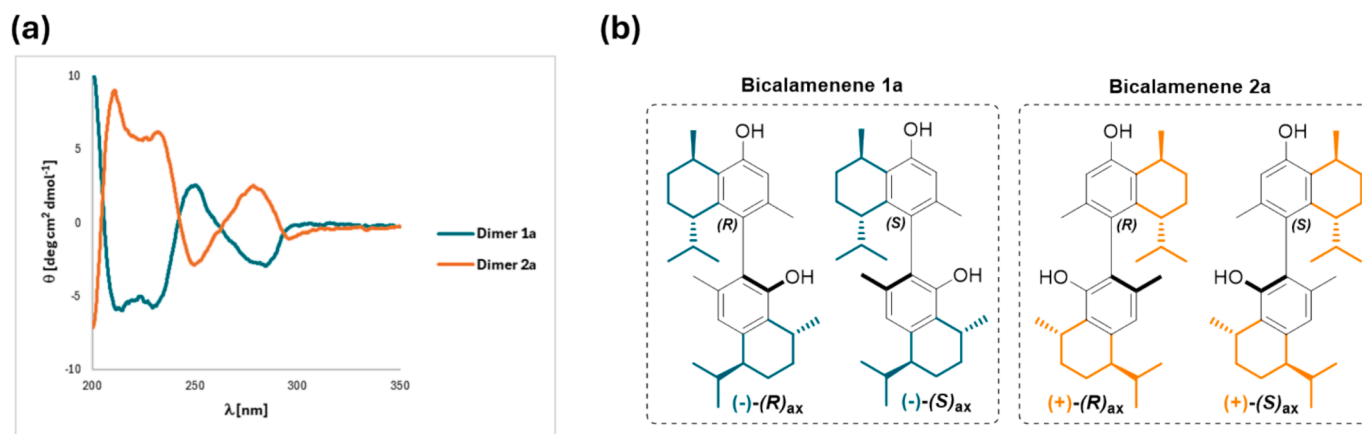 (a)
10
5
0
-5
-10
200
250
300
350
θ [deg cm² dmol⁻¹]
λ [nm]
Dimer 1a
Dimer 2a
(b)
Bicalamenene 1a
OH
(R)
OH
(-)-(R)ax
OH
(S)
OH
(-)-(S)ax
Bicalamenene 2a
OH
(R)
HO
(+)-(R)ax
OH
(S)
HO
(+)-(S)ax